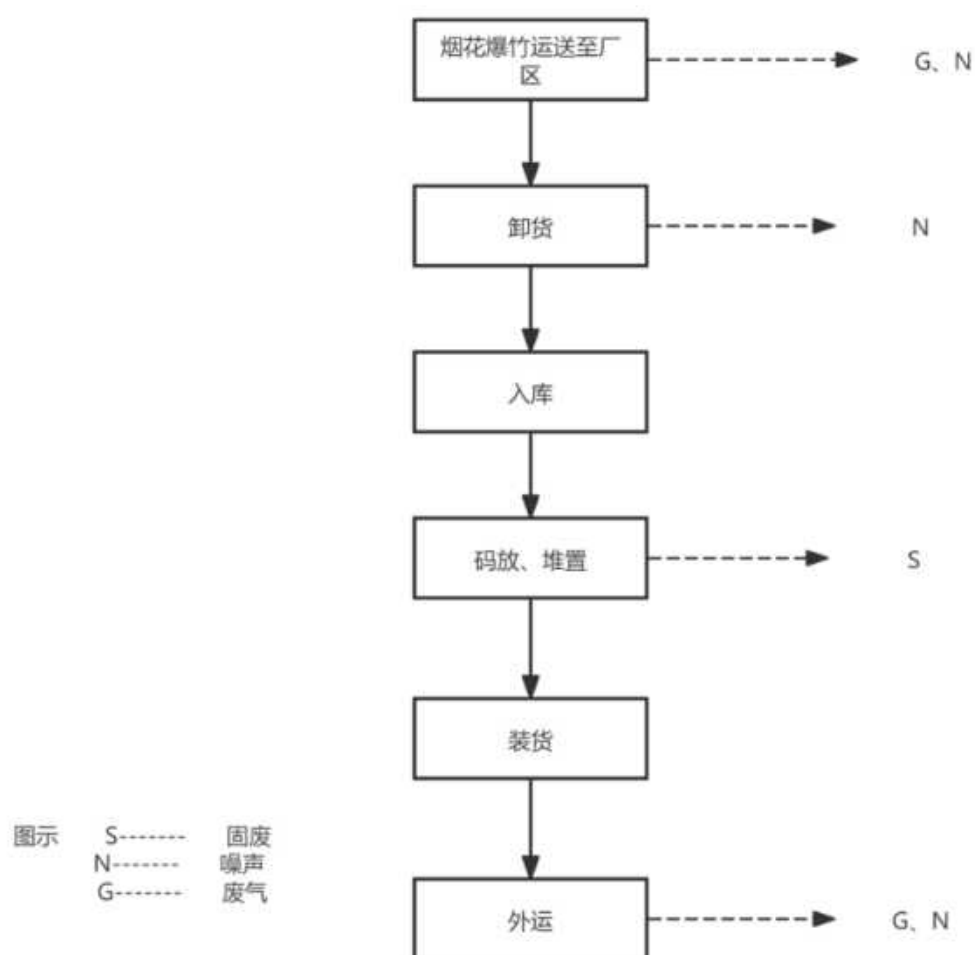 烟花爆竹运送至厂
区
G、N
卸货
N
入库
码放、堆置
S
装货
图示 S------- 固废
N------- 噪声
G------- 废气
外运
G、N